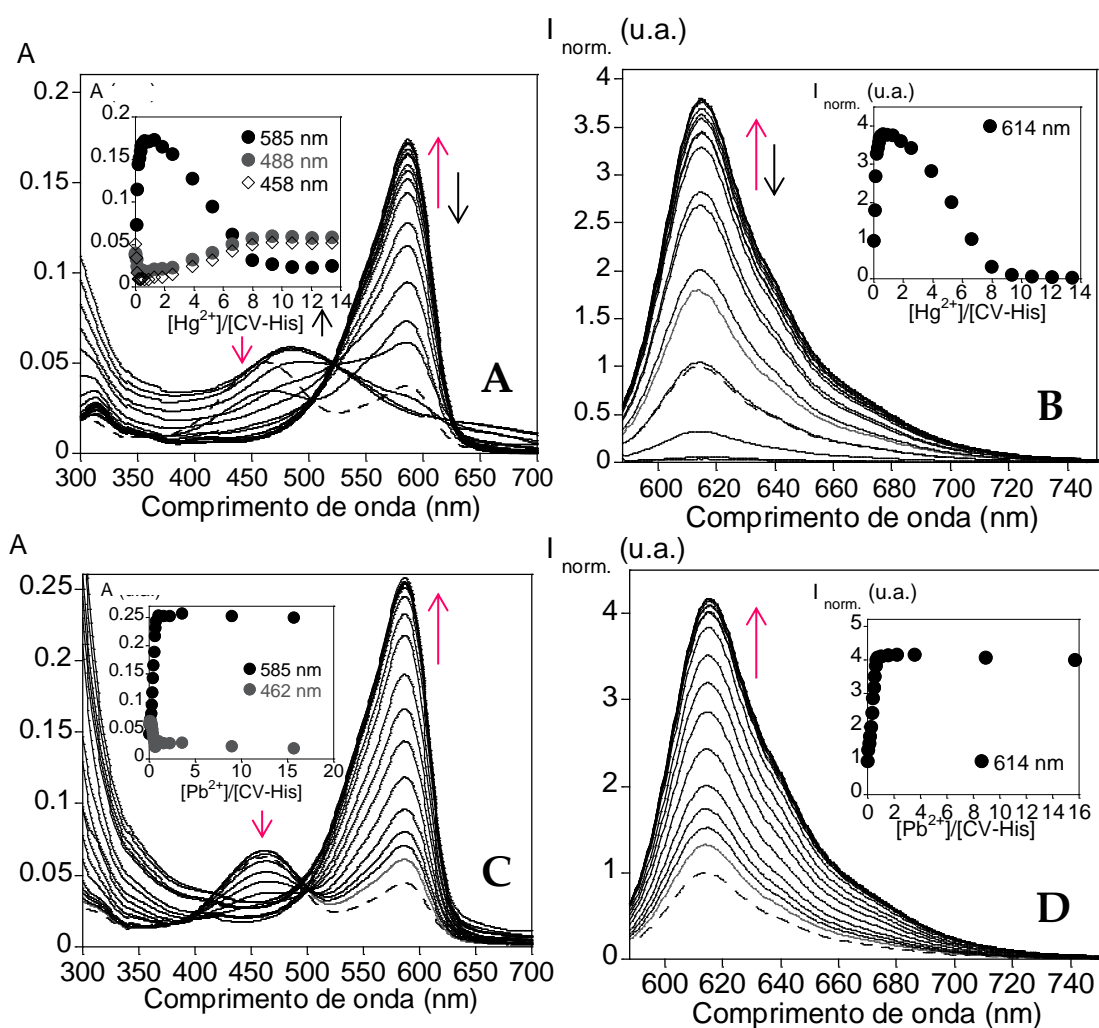 A
0.2
0.15
0.1
0.05
0
300 350 400 450 500 550 600 650 700
Comprimento de onda (nm)
A
0.2
0.15
0.1
0.05
0
0 2 4 6 8 10 12 14
[Hg2+]/[CV-His]
585 nm
488 nm
458 nm
A
I norm. (u.a.)
4
3.5
3
2.5
2
1.5
1
0.5
0
600 620 640 660 680 700 720 740
Comprimento de onda (nm)
I norm. (u.a.)
4
3
2
1
0
0 2 4 6 8 10 12 14
[Hg2+]/[CV-His]
614 nm
B
A
0.25
0.2
0.15
0.1
0.05
0
300 350 400 450 500 550 600 650 700
Comprimento de onda (nm)
A
0.25
0.20
0.15
0.10
0.05
0
0 5 10 15 20
[Pb2+]/[CV-His]
585 nm
462 nm
C
I norm. (u.a.)
4
3
2
1
0
600 620 640 660 680 700 720 740
Comprimento de onda (nm)
I norm. (u.a.)
5
4
3
2
1
0
0 2 4 6 8 10 12 14 16
[Pb2+]/[CV-His]
614 nm
D